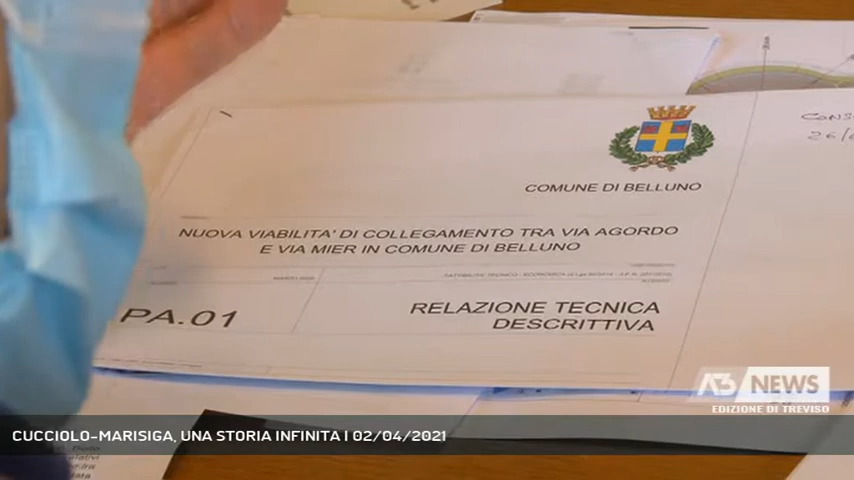 COMUNE DI BELLUNO
NUOVA VIABILITA' DI COLLEGAMENTO TRA VIA AGORDO
E VIA MIER IN COMUNE DI BELLUNO
PA.01
RELAZIONE TECNICA
DESCRITTIVA
A3 NEWS
EDIZIONE DI TREVISO
CUCCIOLO-MARISIGA, UNA STORIA INFINITA | 02/04/2021